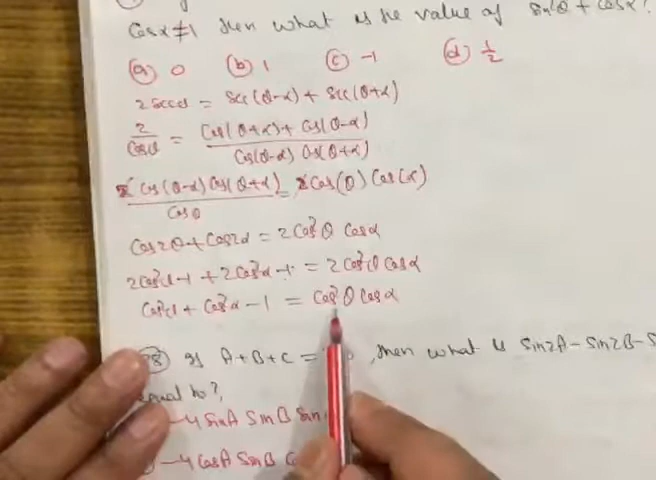 Cosα≠1 then what is the value of sin²θ + cosα?
(a) 0 (b) 1 (c) -1 (d) 1/2
2secθ = sec(θ-α) + sec(θ+α)
2/cosθ = Cos(θ+α) + Cos(θ-α) / Cos(θ-α) Cos(θ+α)
2 Cos(θ-α) Cos(θ+α) / Cosθ = 2 Cos(θ) Cos(α)
Cos2θ + Cos2α = 2Cos²θ Cosα
2Cos²θ-1 + 2Cos²α-1 = 2Cos²θ Cosα
Cos²θ + Cos²α - 1 = Cos²θ Cosα
If A+B+C = , then what is sin2A - sin2B - S
equal to?,
-4 SinA SinB Sin
-4 CosA SinB C